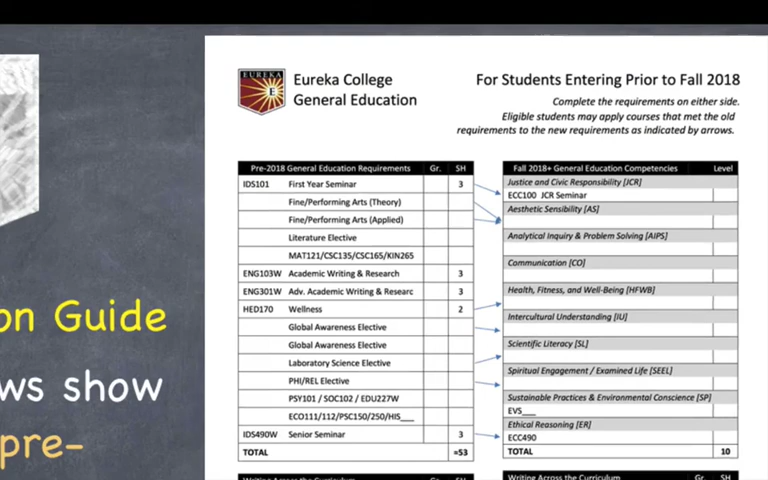 on Guide
ws show
pre-
EUREKA
E
Eureka College
General Education
For Students Entering Prior to Fall 2018
Complete the requirements on either side.
Eligible students may apply courses that met the old
requirements to the new requirements as indicated by arrows.
Pre-2018 General Education Requirements Gr. SH
IDS101 First Year Seminar 3
Fine/Performing Arts (Theory)
Fine/Performing Arts (Applied)
Literature Elective
MAT121/CSC135/CSC165/KIN265
ENG103W Academic Writing & Research 3
ENG301W Adv. Academic Writing & Researc 3
HED170 Wellness 2
Global Awareness Elective
Global Awareness Elective
Laboratory Science Elective
PHI/REL Elective
PSY101 / SOC102 / EDU227W
ECO111/112/PSC150/250/HIS___
IDS490W Senior Seminar 3
TOTAL =53
Fall 2018+ General Education Competencies Level
Justice and Civic Responsibility [JCR]
ECC100 JCR Seminar
Aesthetic Sensibility [AS]
Analytical Inquiry & Problem Solving [AIPS]
Communication [CO]
Health, Fitness, and Well-Being [HFWB]
Intercultural Understanding [IU]
Scientific Literacy [SL]
Spiritual Engagement / Examined Life [SEEL]
Sustainable Practices & Environmental Conscience [SP]
EVS___
Ethical Reasoning [ER]
ECC490
TOTAL 10
Writing Across the Curriculum Gr. SH
Writing Across the Curriculum Gr. SH